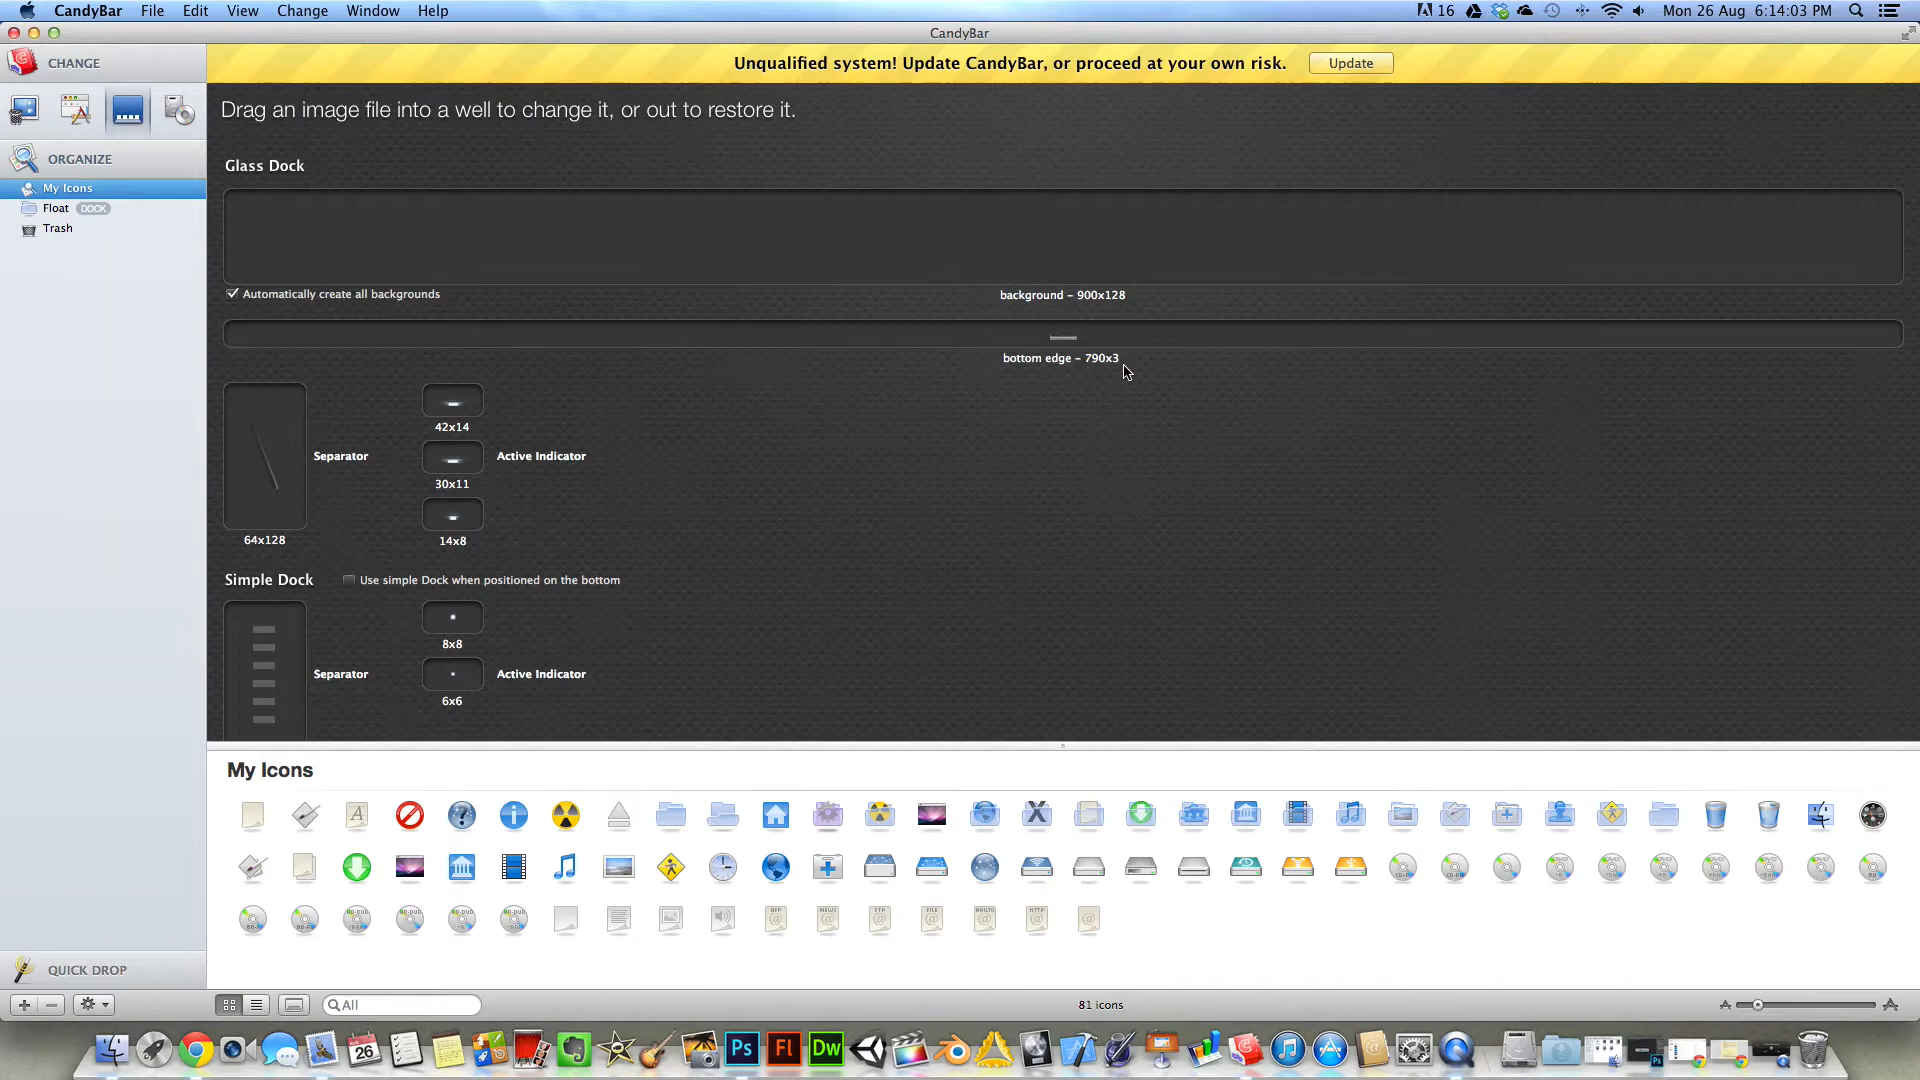 CandyBar File Edit View Change Window Help
16 Mon 26 Aug 6:14:03 PM
CandyBar
CHANGE
Unqualified system! Update CandyBar, or proceed at your own risk. Update
Drag an image file into a well to change it, or out to restore it.
ORGANIZE
My Icons
Float DOCK
Trash
Glass Dock
Automatically create all backgrounds
background – 900x128
bottom edge – 790x3
42x14
Separator
30x11
Active Indicator
64x128
14x8
Simple Dock
Use simple Dock when positioned on the bottom
8x8
Separator
Active Indicator
6x6
My Icons
QUICK DROP
All
81 icons
26
Ps Fl Dw